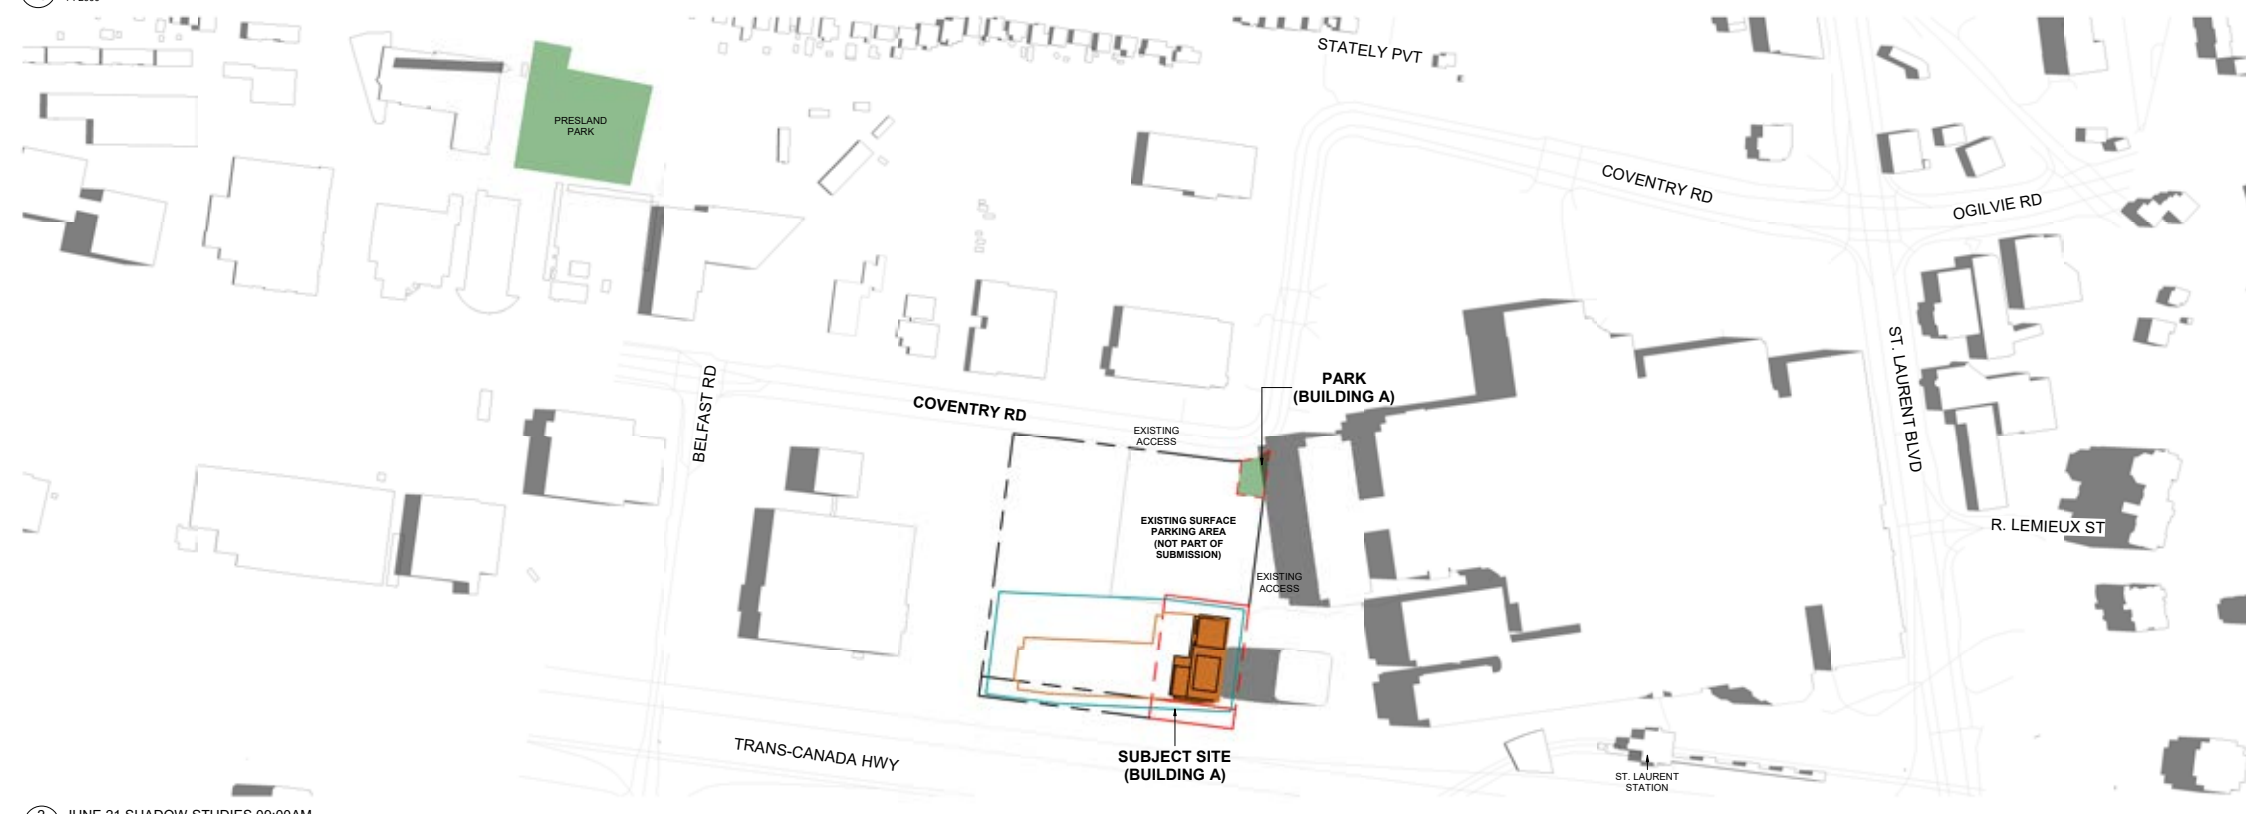 STATELY PVT
PRESLAND
PARK
COVENTRY RD
OGILVIE RD
ST. LAURENT BLVD
BELFAST RD
PARK
(BUILDING A)
COVENTRY RD
EXISTING
ACCESS
EXISTING SURFACE
PARKING AREA
(NOT PART OF
SUBMISSION)
R. LEMIEUX ST
EXISTING
ACCESS
TRANS-CANADA HWY
SUBJECT SITE
(BUILDING A)
ST. LAURENT
STATION